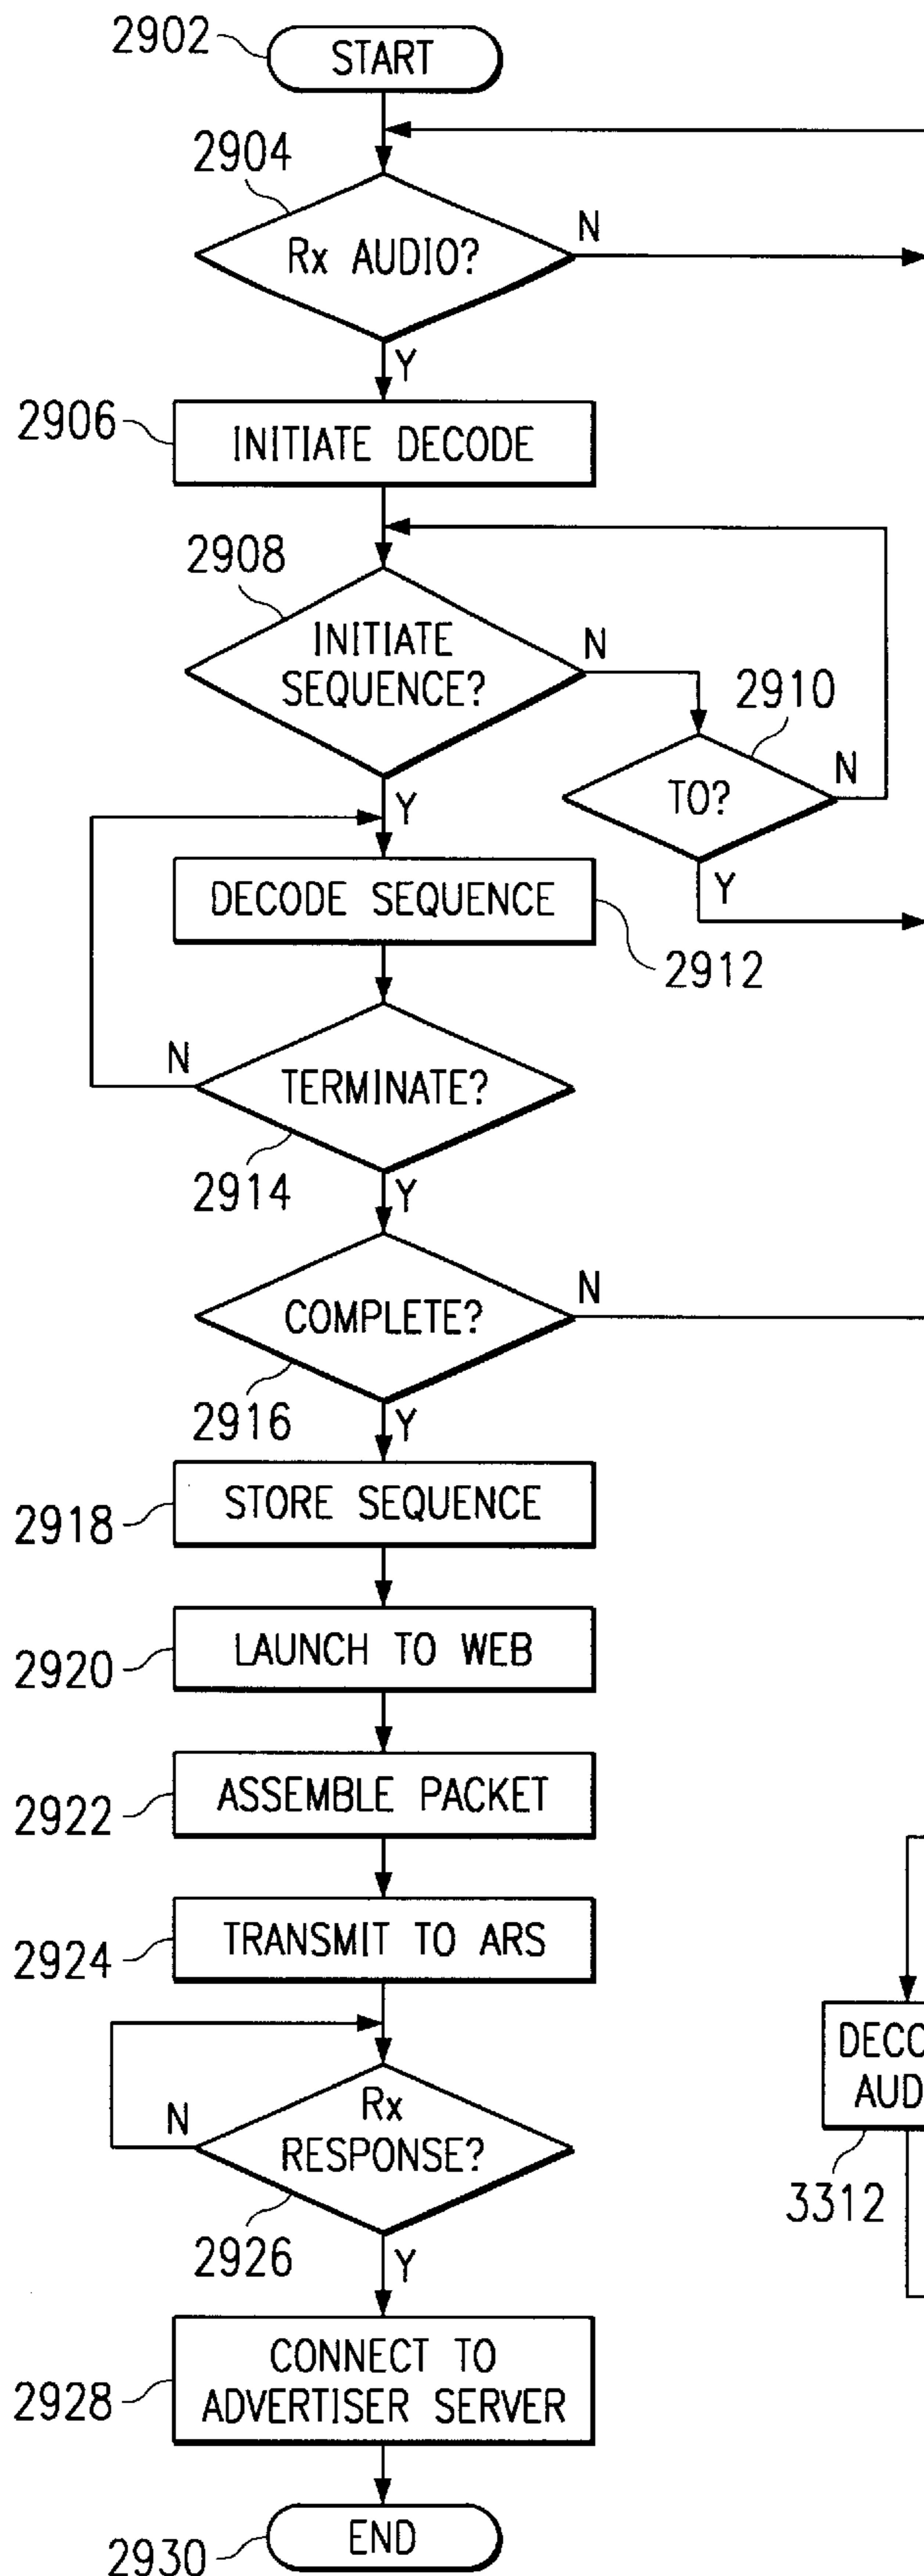 2902
START
2904
Rx AUDIO?
N
Y
2906
INITIATE DECODE
2908
INITIATE
SEQUENCE?
N
2910
TO?
N
Y
Y
DECODE SEQUENCE
2912
TERMINATE?
N
2914
Y
COMPLETE?
N
2916
Y
2918
STORE SEQUENCE
2920
LAUNCH TO WEB
2922
ASSEMBLE PACKET
2924
TRANSMIT TO ARS
Rx
RESPONSE?
N
2926
Y
DECO
AUD
3312
2928
CONNECT TO
ADVERTISER SERVER
2930
END